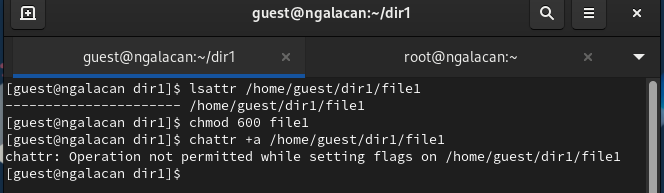 guest@ngalacan:~/dir1
guest@ngalacan:~/dir1
root@ngalacan:~
[guest@ngalacan dir1]$ lsattr /home/guest/dir1/file1
---------------------- /home/guest/dir1/file1
[guest@ngalacan dir1]$ chmod 600 file1
[guest@ngalacan dir1]$ chattr +a /home/guest/dir1/file1
chattr: Operation not permitted while setting flags on /home/guest/dir1/file1
[guest@ngalacan dir1]$